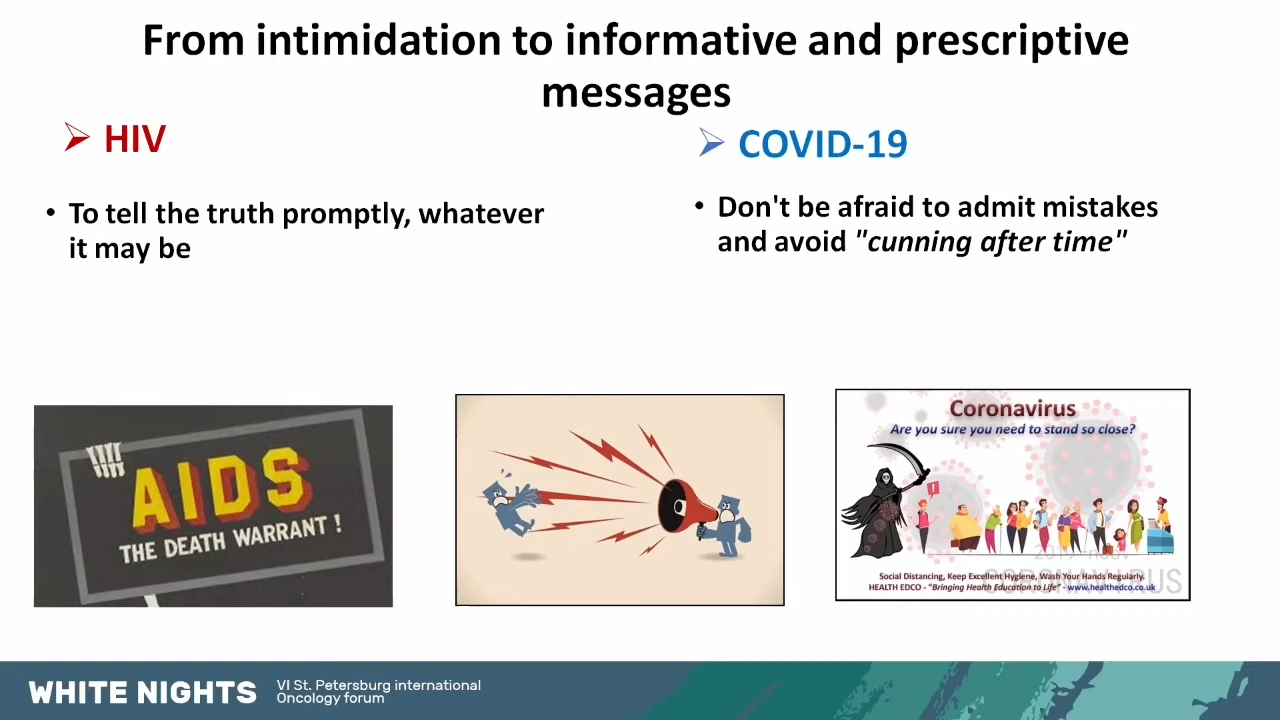 From intimidation to informative and prescriptive
messages
HIV
To tell the truth promptly, whatever
it may be
COVID-19
Don't be afraid to admit mistakes
and avoid "cunning after time"
AIDS
THE DEATH WARRANT !
!
Coronavirus
Are you sure you need to stand so close?
Social Distancing, Keep Excellent Hygiene, Wash Your Hands Regularly.
HEALTH EDCO - "Bringing Health Education to Life" - www.healthedco.co.uk
CORONAVIRUS
WHITE NIGHTS
VI St. Petersburg international
Oncology forum